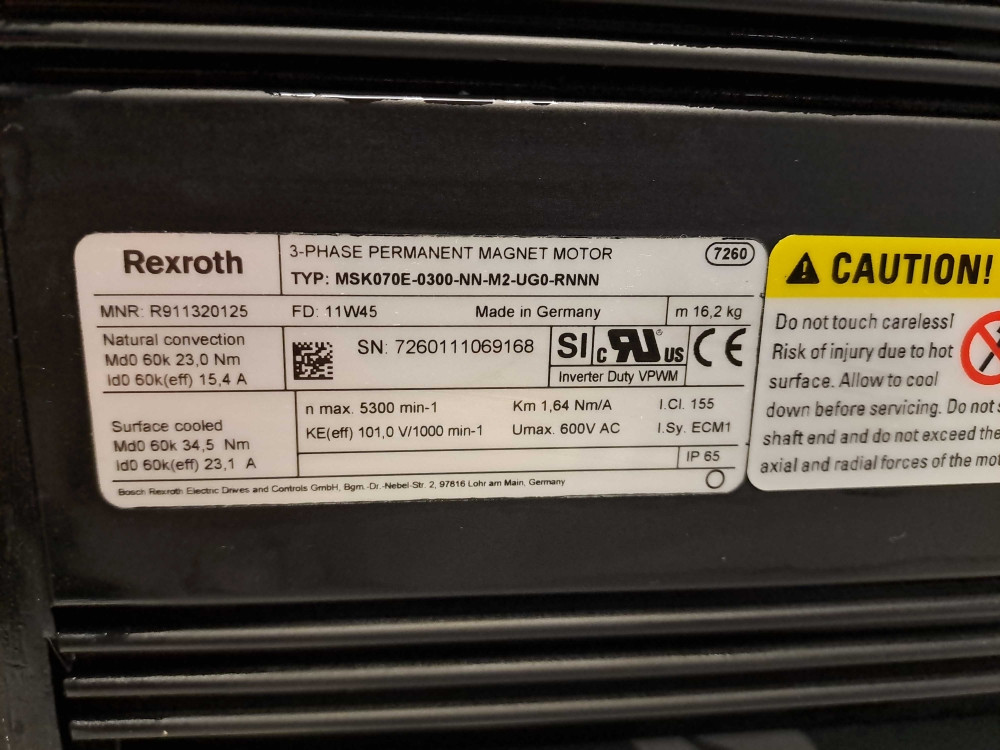 Rexroth
3-PHASE PERMANENT MAGNET MOTOR
7260
TYP: MSK070E-0300-NN-M2-UG0-RNNN
MNR: R911320125
FD: 11W45
Made in Germany
m 16,2 kg
Natural convection
Md0 60k 23,0 Nm
Id0 60k(eff) 15,4 A
SN: 7260111069168
SI
c RU us
CE
Inverter Duty VPWM
Surface cooled
Md0 60k 34,5 Nm
Id0 60k(eff) 23,1 A
n max. 5300 min-1
Km 1,64 Nm/A
I.Cl. 155
KE(eff) 101,0 V/1000 min-1
Umax. 600V AC
I.Sy. ECM1
IP 65
Bosch Rexroth Electric Drives and Controls GmbH, Bgm.-Dr.-Nebel-Str. 2, 97816 Lohr am Main, Germany
CAUTION!
Do not touch careless!
Risk of injury due to hot
surface. Allow to cool
down before servicing. Do not
shaft end and do not exceed the
axial and radial forces of the